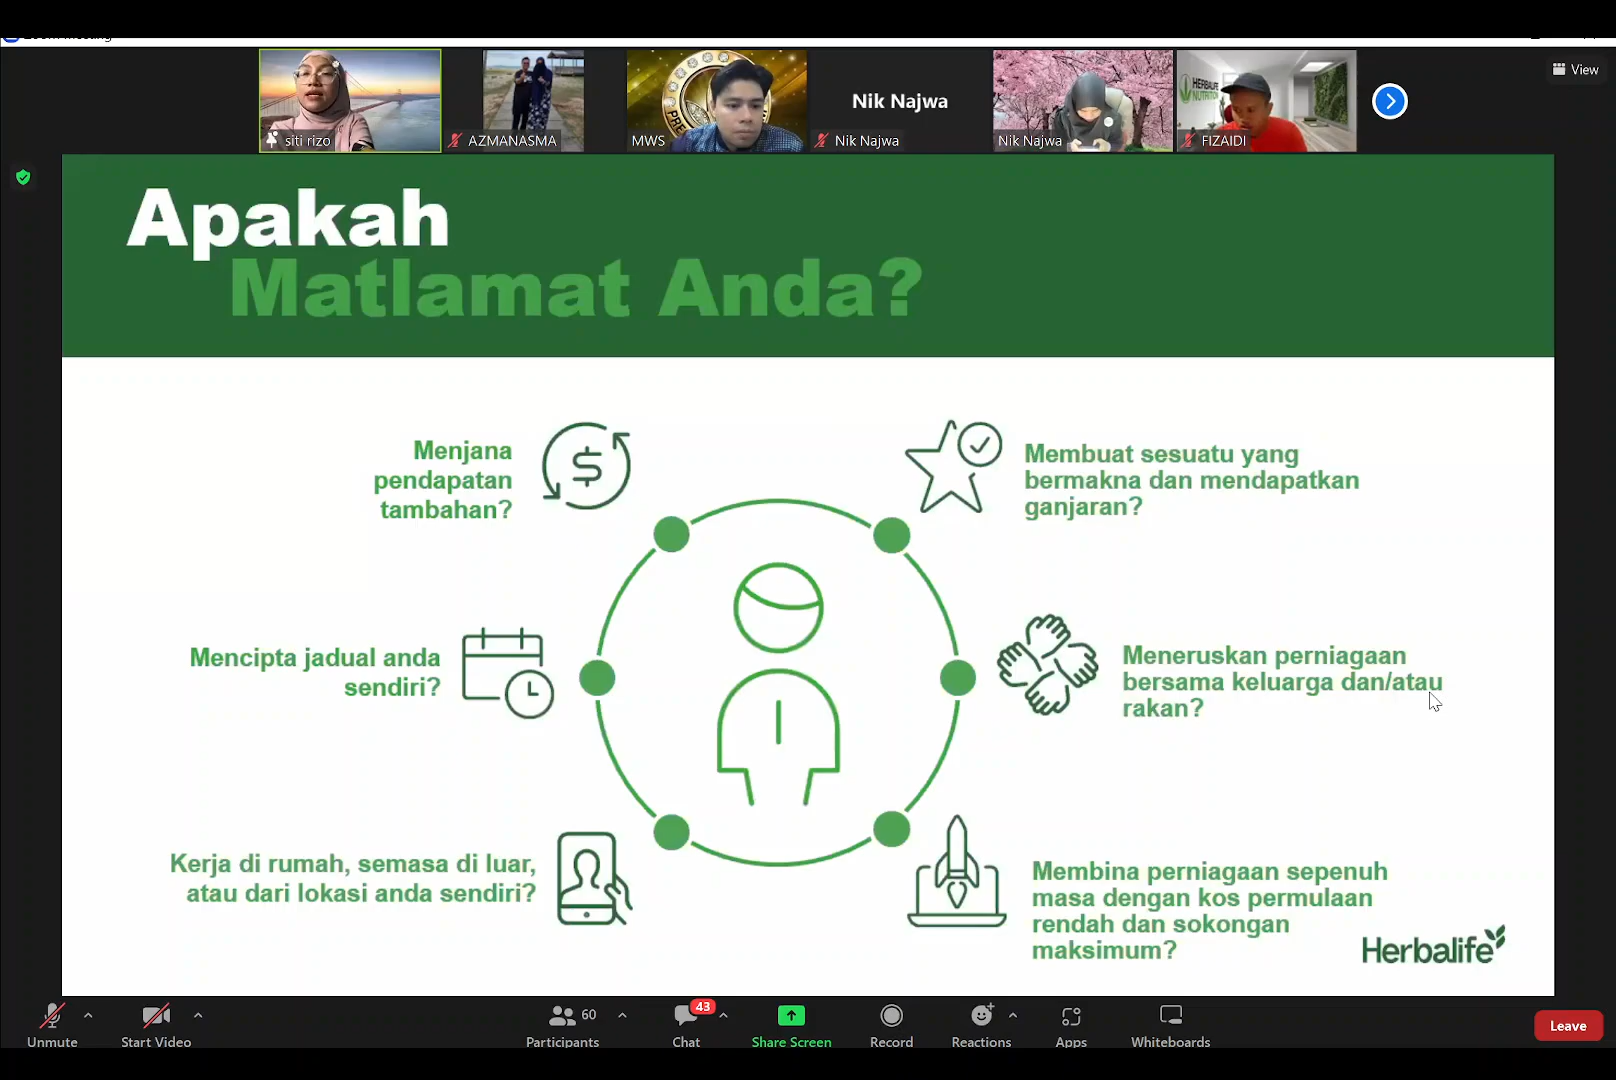 siti rizo
AZMANASMA
MWS
Nik Najwa
Nik Najwa
Nik Najwa
HERBALIFE
NUTRITION
FIZAIDI
View
Apakah
Matlamat Anda?
Menjana
pendapatan
tambahan?
$
Membuat sesuatu yang
bermakna dan mendapatkan
ganjaran?
Mencipta jadual anda
sendiri?
Meneruskan perniagaan
bersama keluarga dan/atau
rakan?
Kerja di rumah, semasa di luar,
atau dari lokasi anda sendiri?
Membina perniagaan sepenuh
masa dengan kos permulaan
rendah dan sokongan
maksimum?
Herbalife
Unmute
Start Video
60
Participants
43
Chat
Share Screen
Record
Reactions
Apps
Whiteboards
Leave